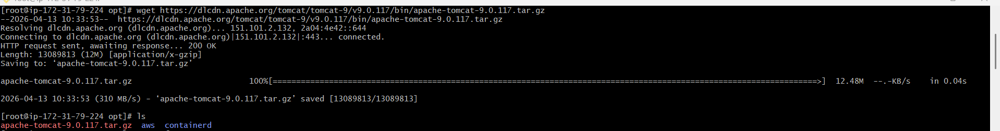 [root@ip-172-31-79-224 opt]# wget https://dlcdn.apache.org/tomcat/tomcat-9/v9.0.117/bin/apache-tomcat-9.0.117.tar.gz
--2026-04-13 10:33:53--  https://dlcdn.apache.org/tomcat/tomcat-9/v9.0.117/bin/apache-tomcat-9.0.117.tar.gz
Resolving dlcdn.apache.org (dlcdn.apache.org)... 151.101.2.132, 2a04:4e42::644
Connecting to dlcdn.apache.org (dlcdn.apache.org)|151.101.2.132|:443... connected.
HTTP request sent, awaiting response... 200 OK
Length: 13089813 (12M) [application/x-gzip]
Saving to: ‘apache-tomcat-9.0.117.tar.gz’
apache-tomcat-9.0.117.tar.gz 100%[====================================================================================================================>] 12.48M --.-KB/s in 0.04s
2026-04-13 10:33:53 (310 MB/s) - ‘apache-tomcat-9.0.117.tar.gz’ saved [13089813/13089813]
[root@ip-172-31-79-224 opt]# ls
apache-tomcat-9.0.117.tar.gz  aws  containerd